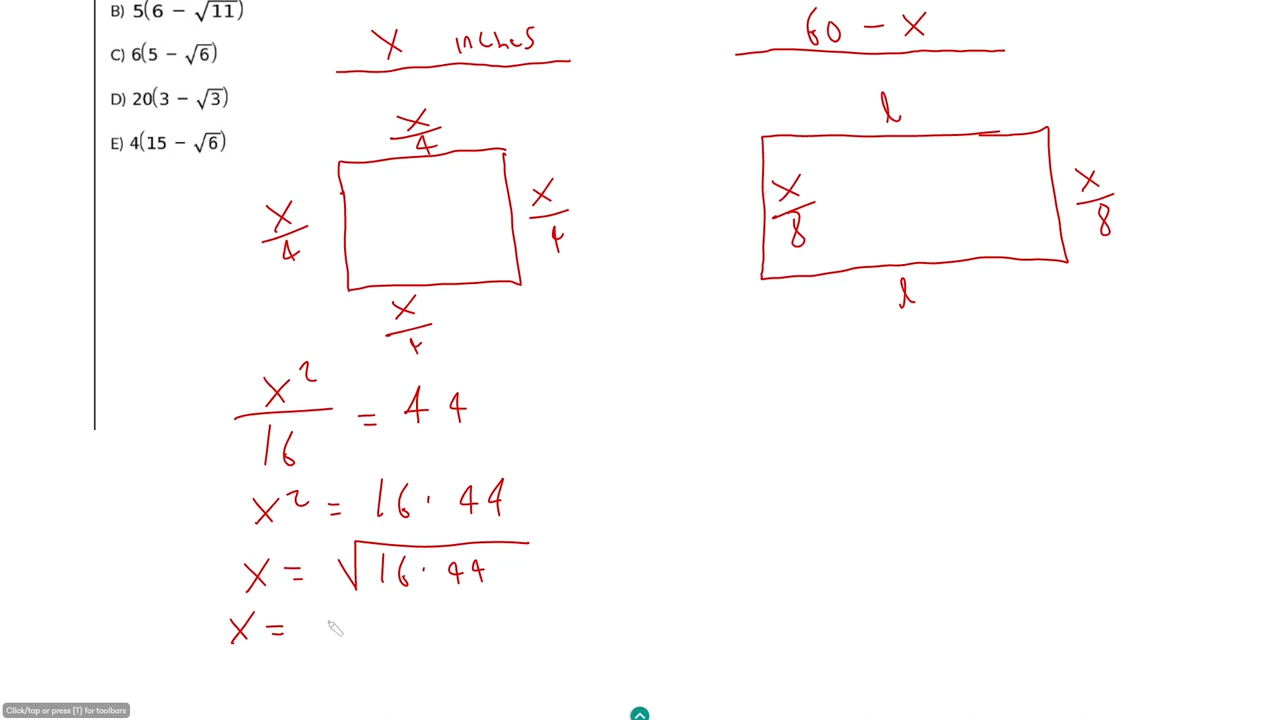 B) 5(6 − √11)
C) 6(5 − √6)
D) 20(3 − √3)
E) 4(15 − √6)
x inches
x/4
x/4
x/4
x/4
x²/16 = 44
x² = 16 · 44
x = √16 · 44
x =
60 − x
l
x/8
x/8
l
Click/tap or press [T] for toolbars